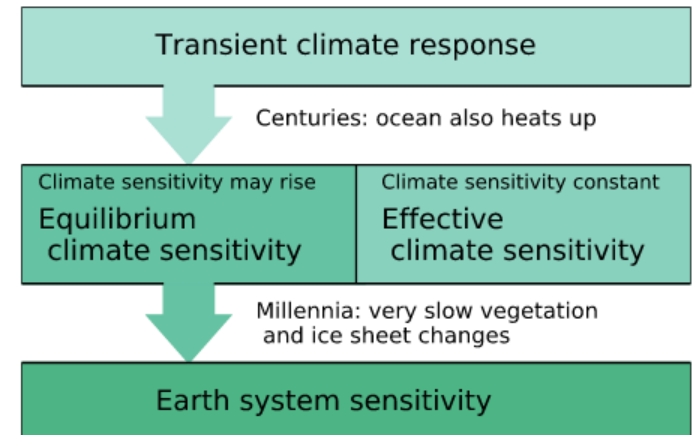 Transient climate response
Centuries: ocean also heats up
Climate sensitivity may rise
Equilibrium
climate sensitivity
Climate sensitivity constant
Effective
climate sensitivity
Millennia: very slow vegetation
and ice sheet changes
Earth system sensitivity